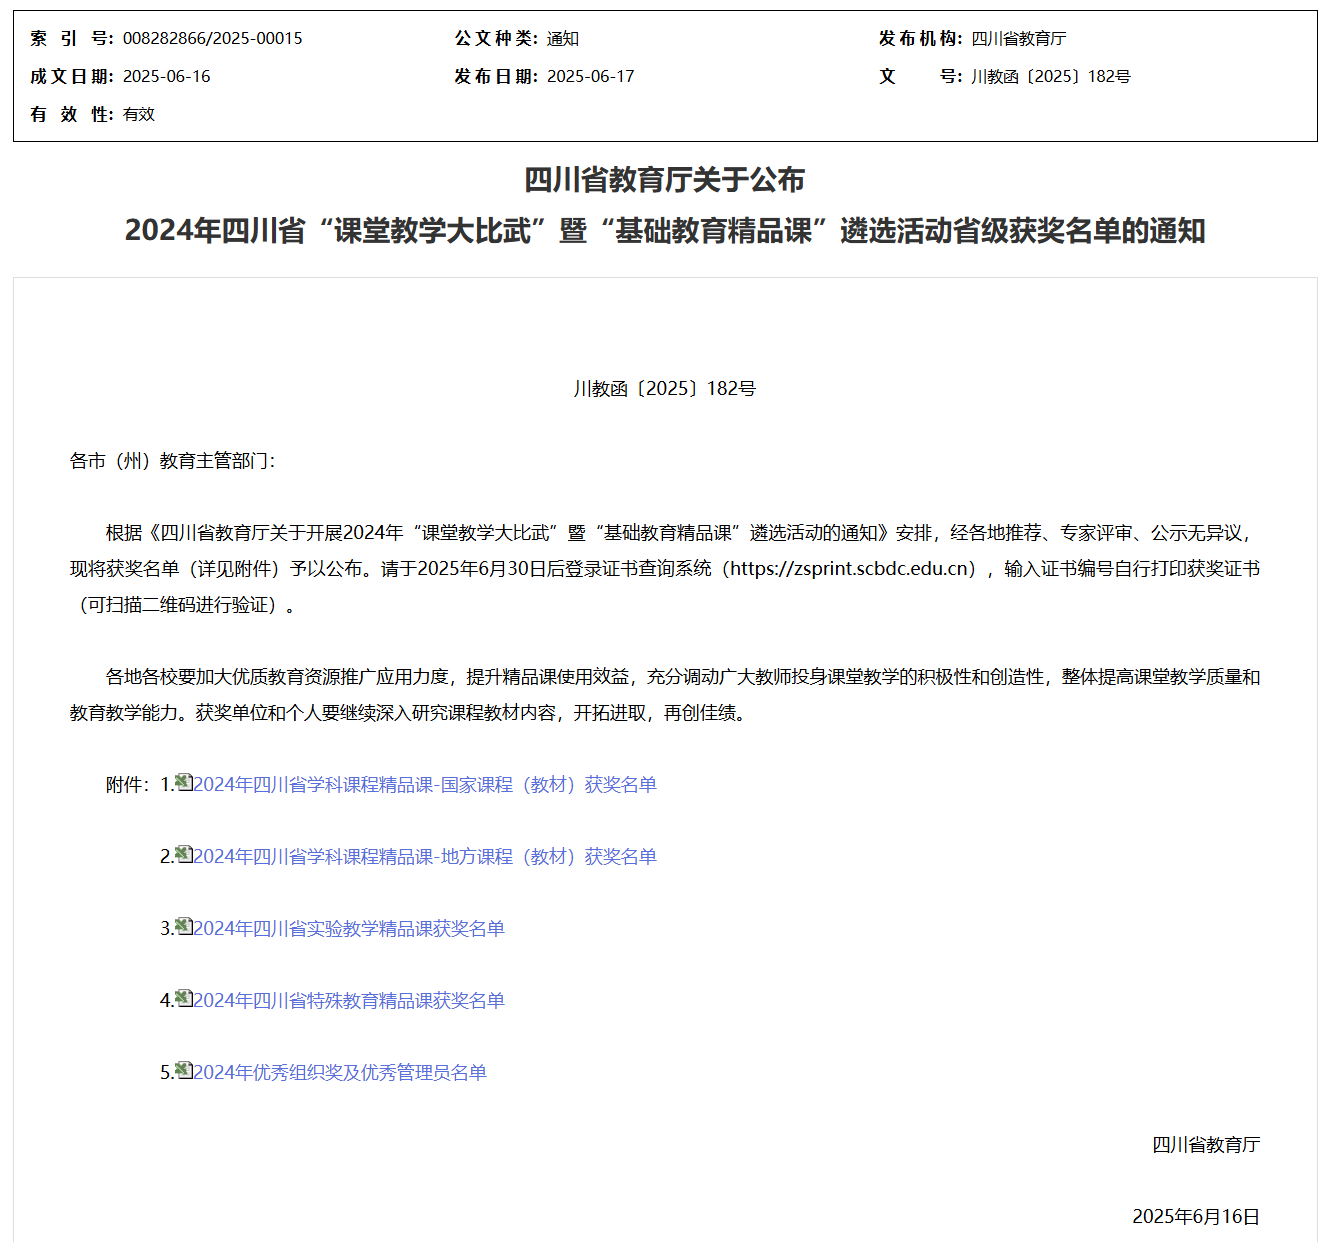 索引号：008282866/2025-00015 公文种类：通知 发布机构：四川省教育厅
成文日期：2025-06-16 发布日期：2025-06-17 文号：川教函〔2025〕182号
有效性：有效
四川省教育厅关于公布
2024年四川省“课堂教学大比武”暨“基础教育精品课”遴选活动省级获奖名单的通知
川教函〔2025〕182号
各市（州）教育主管部门：
根据《四川省教育厅关于开展2024年“课堂教学大比武”暨“基础教育精品课”遴选活动的通知》安排，经各地推荐、专家评审、公示无异议，
现将获奖名单（详见附件）予以公布。请于2025年6月30日后登录证书查询系统（https://zsprint.scbdc.edu.cn），输入证书编号自行打印获奖证书
（可扫描二维码进行验证）。
各地各校要加大优质教育资源推广应用力度，提升精品课使用效益，充分调动广大教师投身课堂教学的积极性和创造性，整体提高课堂教学质量和
教育教学能力。获奖单位和个人要继续深入研究课程教材内容，开拓进取，再创佳绩。
附件：1.2024年四川省学科课程精品课-国家课程（教材）获奖名单
2.2024年四川省学科课程精品课-地方课程（教材）获奖名单
3.2024年四川省实验教学精品课获奖名单
4.2024年四川省特殊教育精品课获奖名单
5.2024年优秀组织奖及优秀管理员名单
四川省教育厅
2025年6月16日